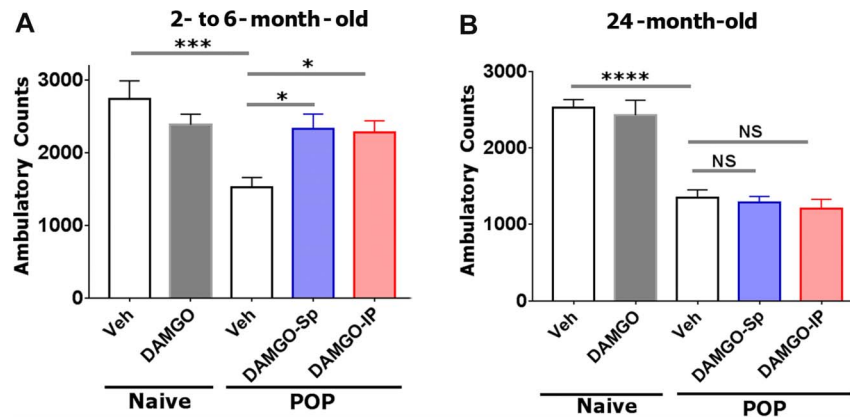 A
2- to 6-month-old
***
*
*
3000
2000
1000
0
Ambulatory Counts
Veh
DAMGO
Veh
DAMGO-Sp
DAMGO-IP
Naive
POP
B
24-month-old
****
NS
NS
3000
2000
1000
0
Ambulatory Counts
Veh
DAMGO
Veh
DAMGO-Sp
DAMGO-IP
Naive
POP